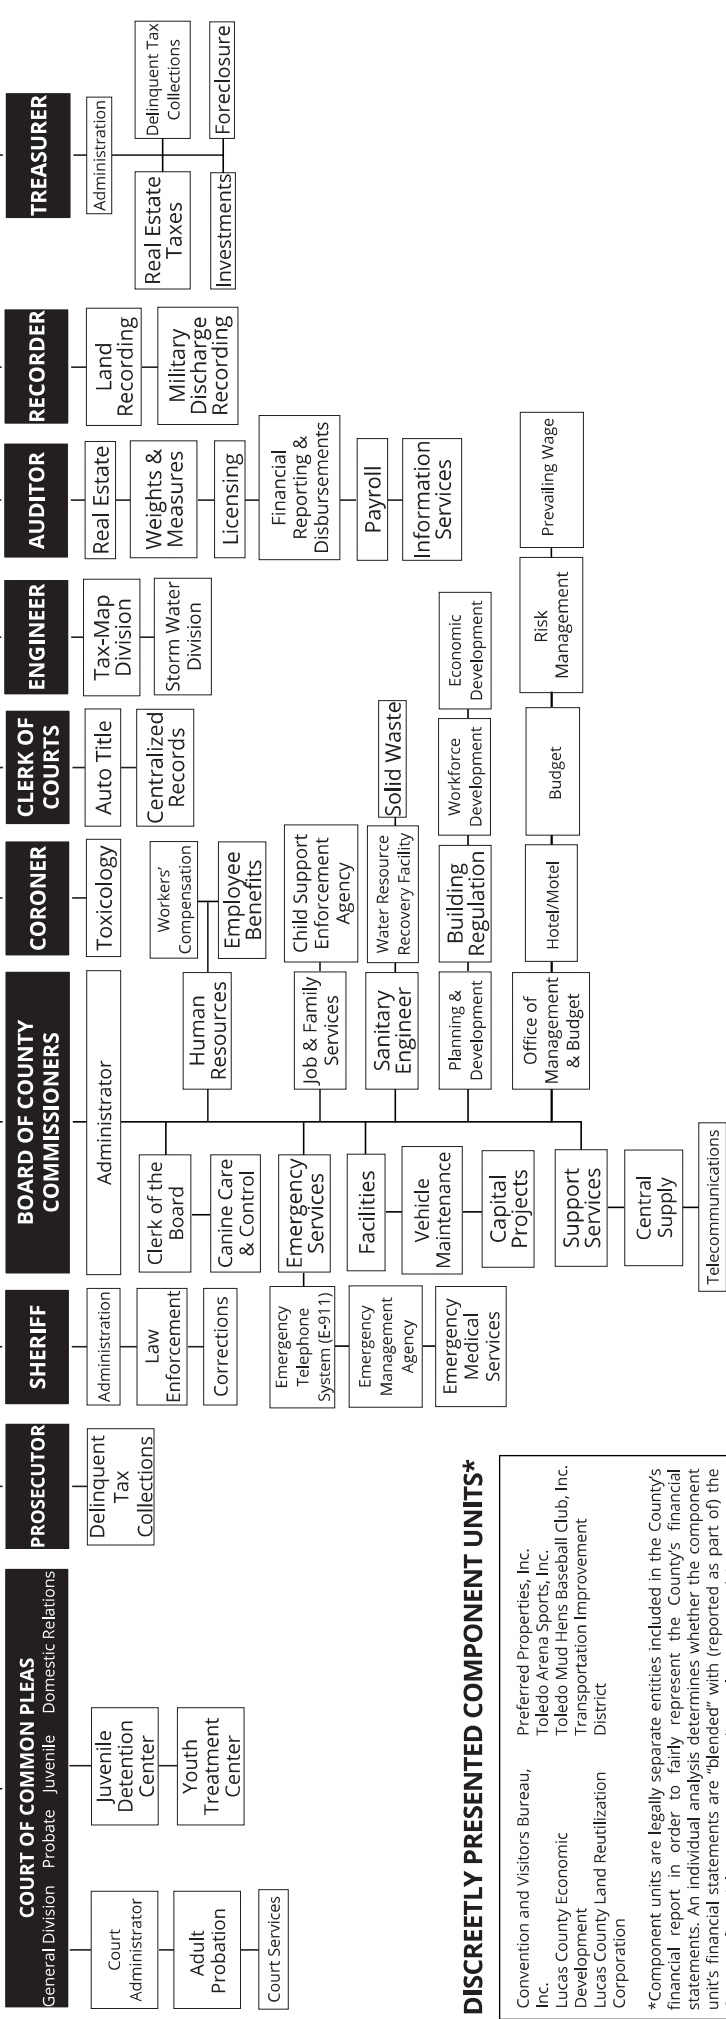 COURT OF COMMON PLEAS
General Division Probate Juvenile Domestic Relations
Court
Administrator
Adult
Probation
Court Services
Juvenile
Detention
Center
Youth
Treatment
Center
PROSECUTOR
Delinquent
Tax
Collections
SHERIFF
Administration
Law
Enforcement
Corrections
BOARD OF COUNTY
COMMISSIONERS
Administrator
Clerk of the
Board
Canine Care
& Control
Emergency
Services
Emergency
Telephone
System (E-911)
Emergency
Management
Agency
Emergency
Medical
Services
Facilities
Vehicle
Maintenance
Capital
Projects
Support
Services
Central
Supply
Telecommunications
Human
Resources
Workers'
Compensation
Employee
Benefits
Job & Family
Services
Child Support
Enforcement
Agency
Sanitary
Engineer
Water Resource
Recovery Facility
Solid Waste
Planning &
Development
Building
Regulation
Workforce
Development
Economic
Development
Office of
Management
& Budget
Hotel/Motel
Budget
Risk
Management
Prevailing Wage
CORONER
Toxicology
CLERK OF
COURTS
Auto Title
Centralized
Records
ENGINEER
Tax-Map
Division
Storm Water
Division
AUDITOR
Real Estate
Weights &
Measures
Licensing
Financial
Reporting &
Disbursements
Payroll
Information
Services
RECORDER
Land
Recording
Military
Discharge
Recording
TREASURER
Administration
Real Estate
Taxes
Delinquent Tax
Collections
Investments
Foreclosure
DISCREETLY PRESENTED COMPONENT UNITS*
Convention and Visitors Bureau,
Inc.
Lucas County Economic
Development
Lucas County Land Reutilization
Corporation
Preferred Properties, Inc.
Toledo Arena Sports, Inc.
Toledo Mud Hens Baseball Club, Inc.
Transportation Improvement
District
*Component units are legally separate entities included in the County's
financial report in order to fairly represent the County's financial
statements. An individual analysis determines whether the component
unit's financial statements are "blended" with (reported as part of) the